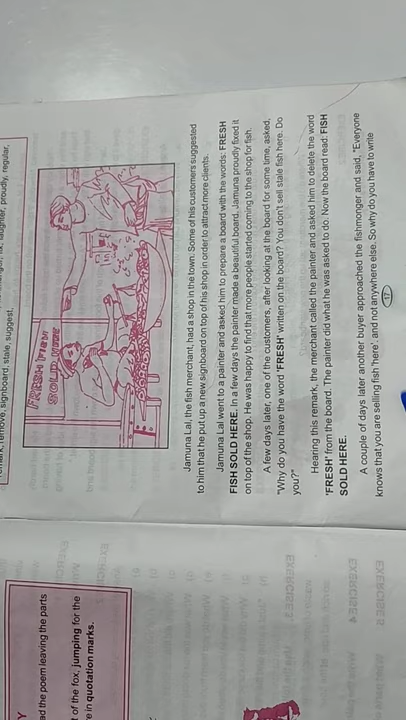 remark, remove, signboard, stale, suggest,
laughter, proudly, regular,
FRESH FISH
SOLD HERE
Jamuna Lal, the fish merchant, had a shop in the town. Some of his customers suggested
to him that he put up a new signboard on top of his shop in order to attract more clients.
Jamuna Lal went to a painter and asked him to prepare a board with the words: FRESH
FISH SOLD HERE. In a few days the painter made a beautiful board. Jamuna proudly fixed it
on top of the shop. He was happy to find that more people started coming to the shop for fish.
A few days later, one of the customers, after looking at the board for some time, asked,
"Why do you have the word 'FRESH' written on the board? You don't sell stale fish here. Do
you?"
Hearing this remark, the merchant called the painter and asked him to delete the word
'FRESH' from the board. The painter did what he was asked to do. Now the board read: FISH
SOLD HERE.
A couple of days later another buyer approached the fishmonger and said, "Everyone
knows that you are selling fish 'here'. and not anywhere else. So why do you have to write
17
Y
ad the poem leaving the parts
t of the fox, jumping for the
e in quotation marks.